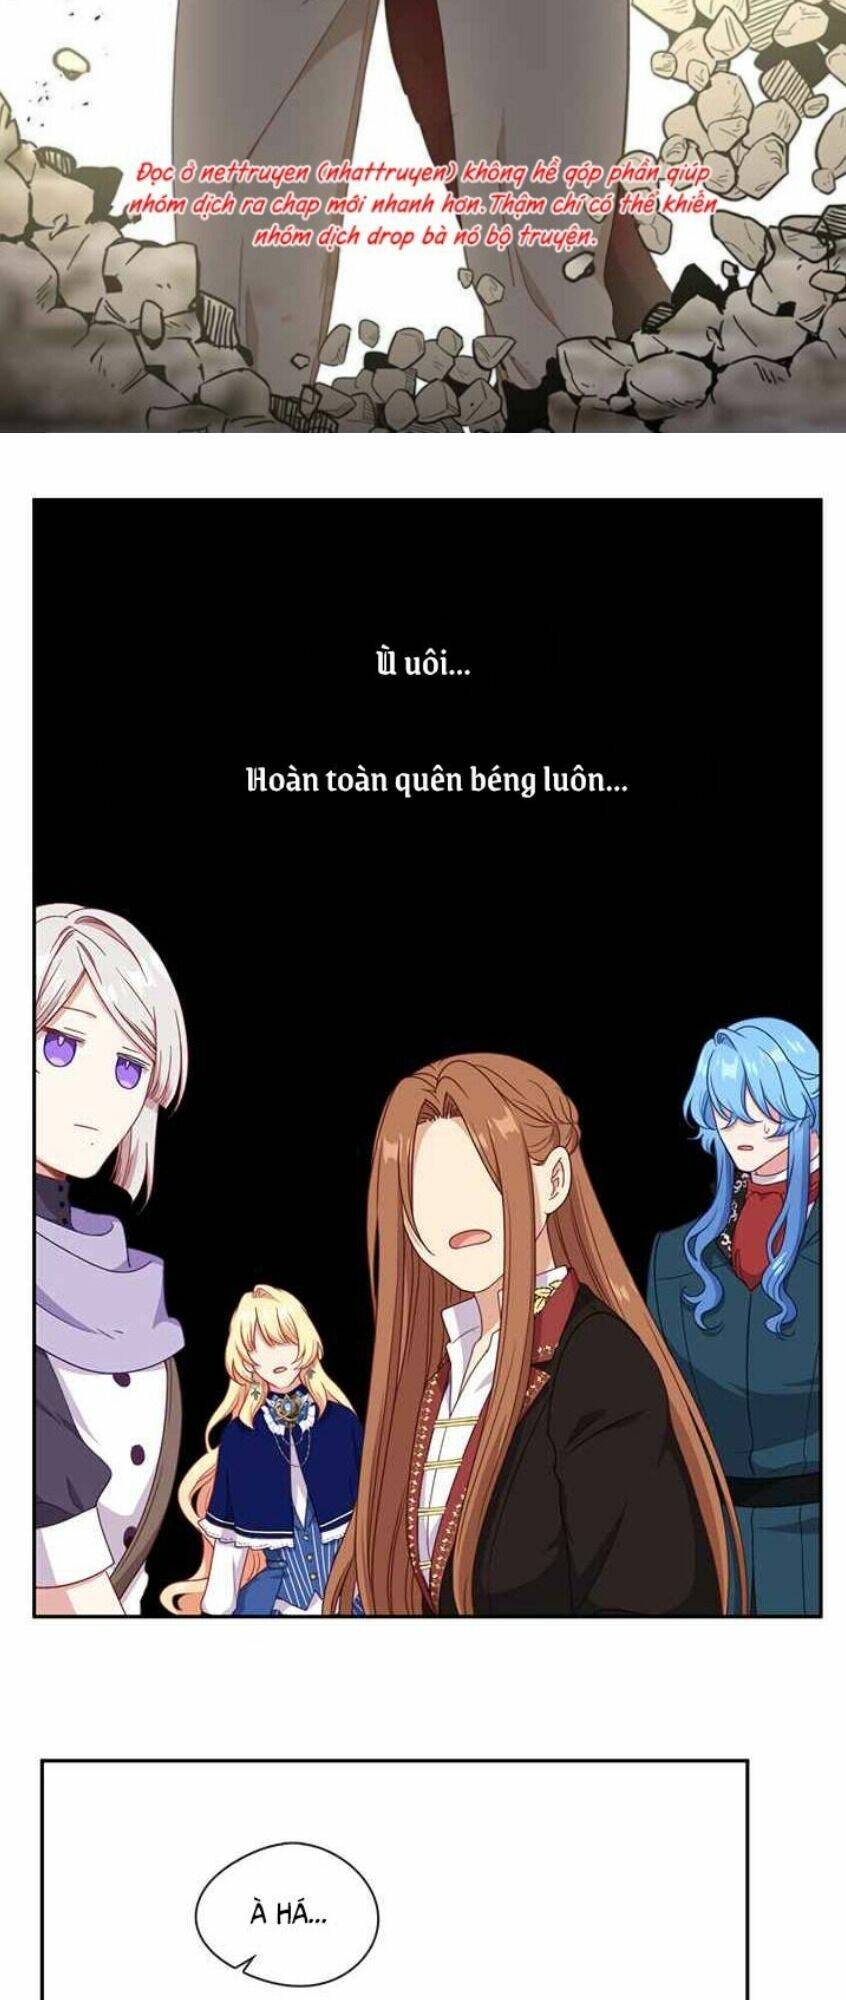 Đọc ở nettruyen (nhattruyen) không hề góp phần giúp
nhóm dịch ra chap mới nhanh hơn.Thậm chí có thể khiến
nhóm dịch drop bà nó bộ truyện.
Ù uôi...
Hoàn toàn quên béng luôn...
À HÁ...